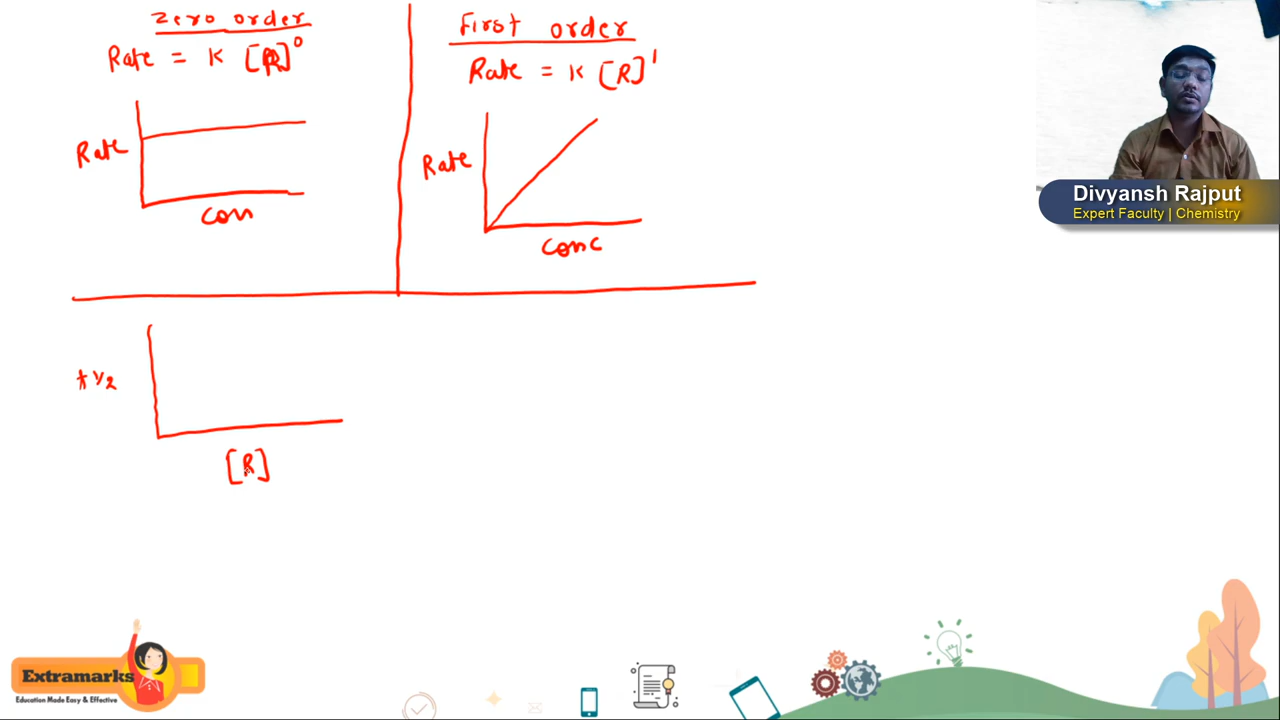 Zero order
Rate = K [R]⁰
Rate
Con
First order
Rate = K [R]¹
Rate
Conc
t 1/2
[R]
Divyansh Rajput
Expert Faculty | Chemistry
Extramarks
Education Made Easy & Effective